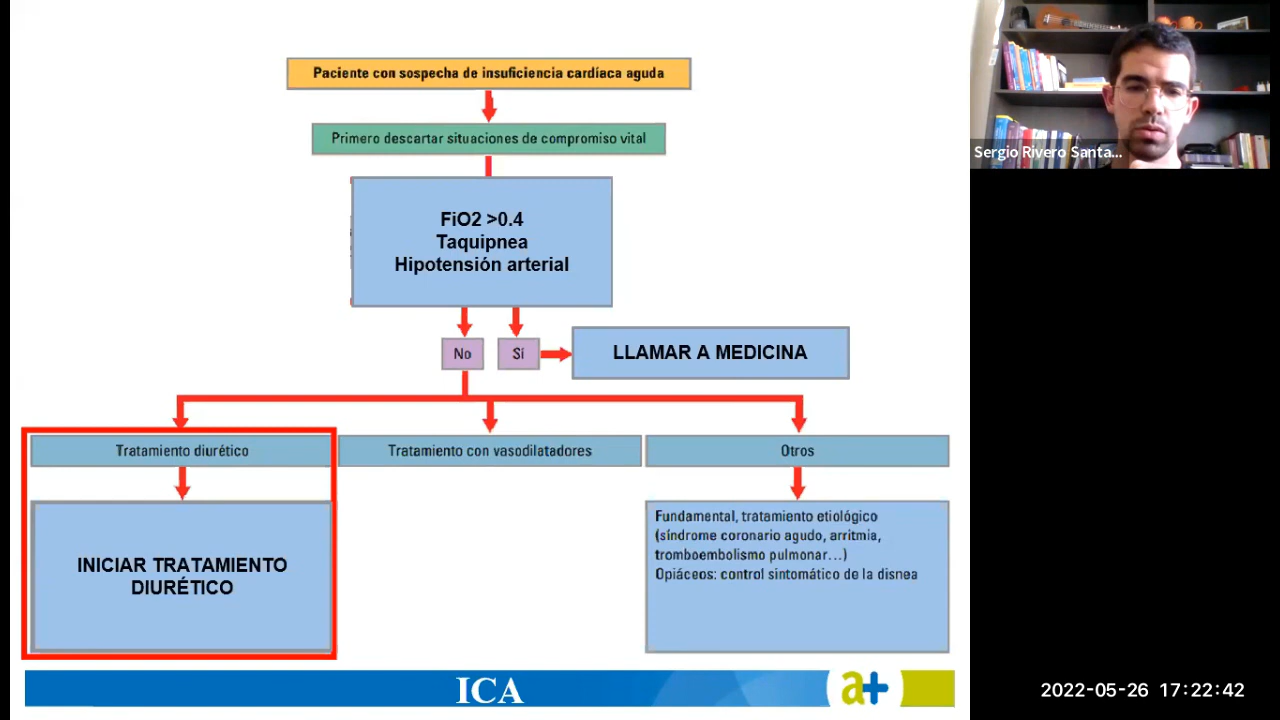 Paciente con sospecha de insuficiencia cardíaca aguda
Primero descartar situaciones de compromiso vital
FiO2 >0.4
Taquipnea
Hipotensión arterial
No
Sí
LLAMAR A MEDICINA
Tratamiento diurético
Tratamiento con vasodilatadores
Otros
INICIAR TRATAMIENTO
DIURÉTICO
Fundamental, tratamiento etiológico
(síndrome coronario agudo, arritmia,
tromboembolismo pulmonar...)
Opiáceos: control sintomático de la disnea
ICA
a+
Sergio Rivero Santa...
2022-05-26 17:22:42